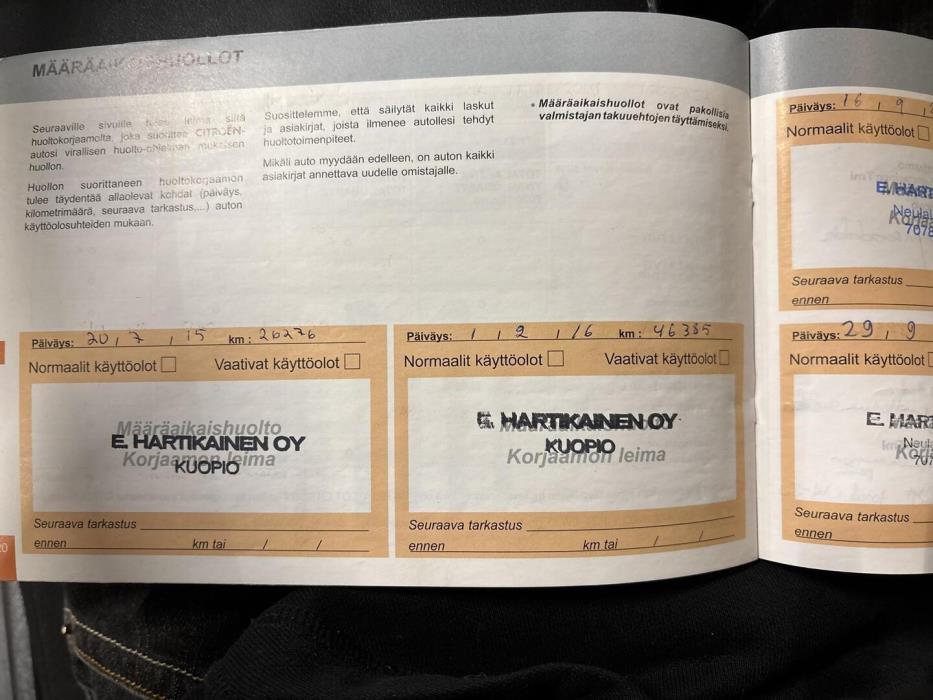 MÄÄRÄAIKAISHUOLLOT
Seuraaville sivuille tulee leima siltä
huoltokorjaamolta, joka suorittaa CITROËN-
autosi virallisen huolto-ohjelman mukaisen
huollon.
Huollon suorittaneen huoltokorjaamon
tulee täydentää allaolevat kohdat (päiväys,
kilometrimäärä, seuraava tarkastus,...) auton
käyttöolosuhteiden mukaan.
Suosittelemme, että säilytät kaikki laskut
ja asiakirjat, joista ilmenee autollesi tehdyt
huoltotoimenpiteet.
Mikäli auto myydään edelleen, on auton kaikki
asiakirjat annettava uudelle omistajalle.
• Määräaikaishuollot ovat pakollisia
valmistajan takuuehtojen täyttämiseksi.
Päiväys: 20 / 7 / 15 km : 26276
Normaalit käyttöolot Vaativat käyttöolot
Määräaikaishuolto
E. HARTIKAINEN OY
Korjaamon leima
KUOPIO
Seuraava tarkastus
ennen km tai / /
Päiväys: 1 / 2 / 16 km : 46385
Normaalit käyttöolot Vaativat käyttöolot
E. HARTIKAINEN OY
KUOPIO
Korjaamon leima
Seuraava tarkastus
ennen km tai / /
20
Päiväys: 16 / 9 /
Normaalit käyttöolot
E. HART
Neulal
Seuraava tarkastus
ennen
Päiväys: 29 / 9
Normaalit käyttöolot
E HART
Neul
707
Seuraava tarkastus
ennen